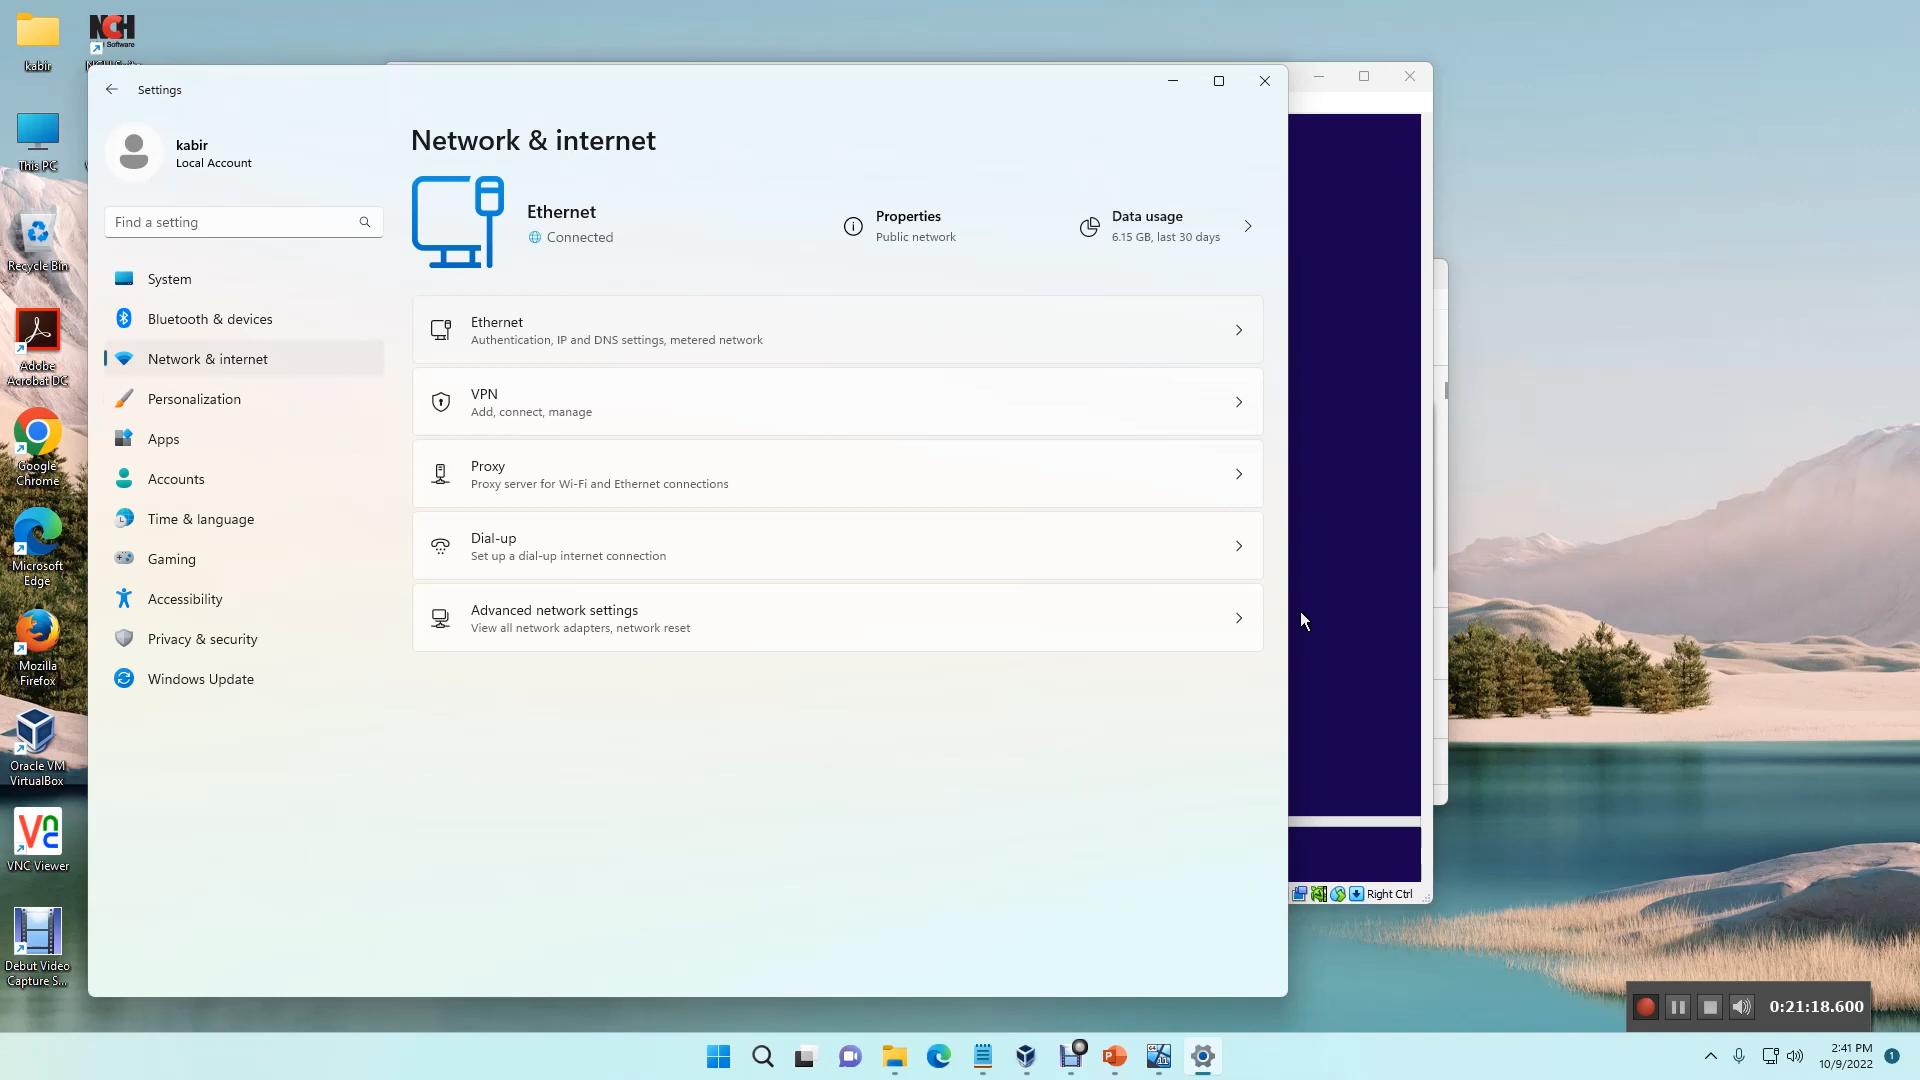 kabir
NCH
Software
This PC
Recycle Bin
Adobe
Acrobat DC
Google
Chrome
Microsoft
Edge
Mozilla
Firefox
Oracle VM
VirtualBox
VNC Viewer
Debut Video
Capture S...
Settings
kabir
Local Account
Find a setting
System
Bluetooth & devices
Network & internet
Personalization
Apps
Accounts
Time & language
Gaming
Accessibility
Privacy & security
Windows Update
Network & internet
Ethernet
Connected
Properties
Public network
Data usage
6.15 GB, last 30 days
Ethernet
Authentication, IP and DNS settings, metered network
VPN
Add, connect, manage
Proxy
Proxy server for Wi-Fi and Ethernet connections
Dial-up
Set up a dial-up internet connection
Advanced network settings
View all network adapters, network reset
Right Ctrl
0:21:18.600
2:41 PM
10/9/2022
1